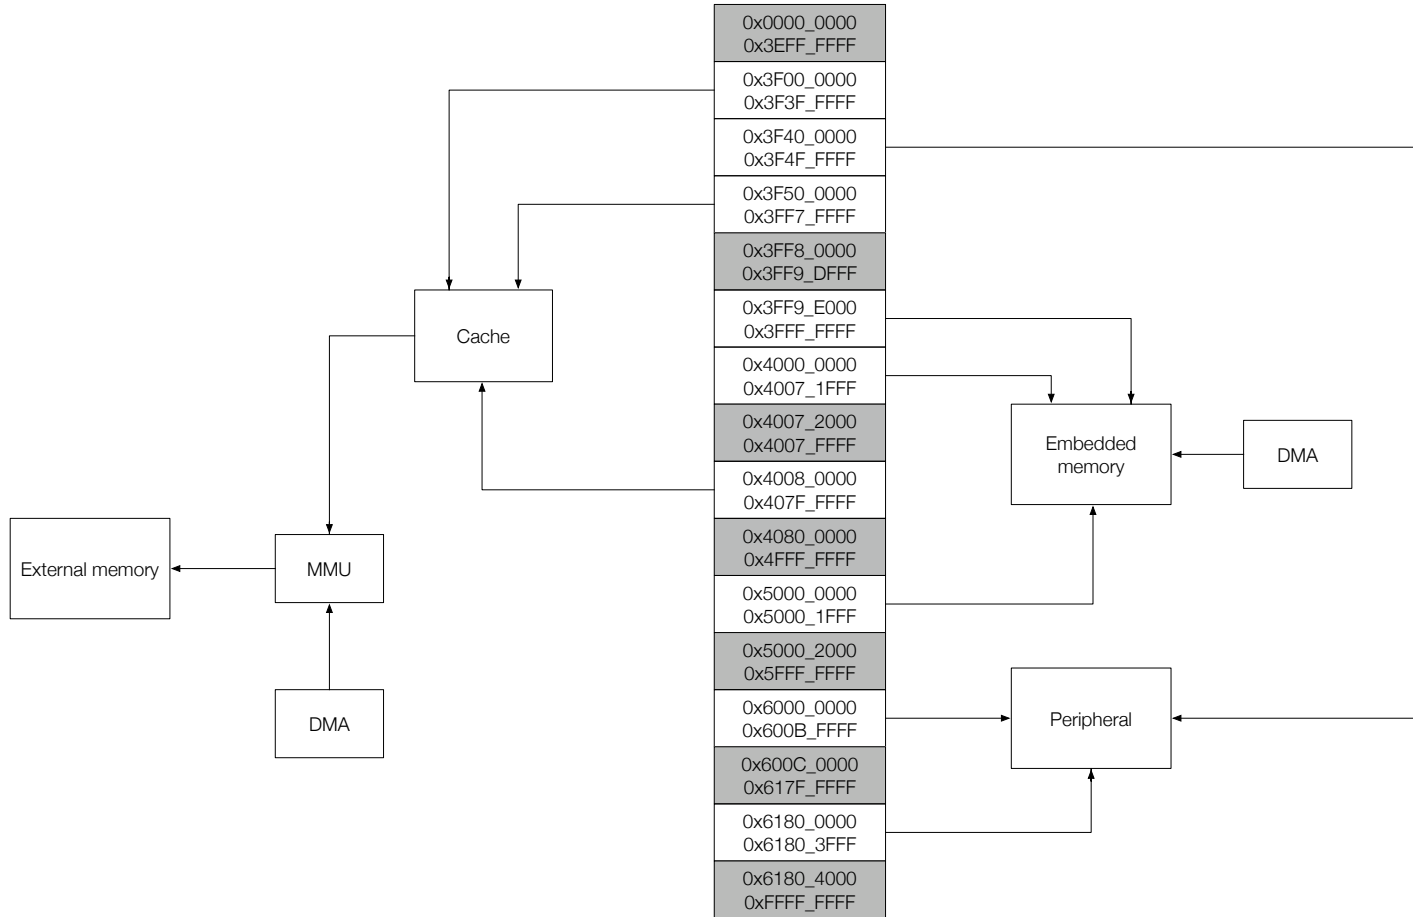 0x0000_0000
0x3EFF_FFFF
0x3F00_0000
0x3F3F_FFFF
0x3F40_0000
0x3F4F_FFFF
0x3F50_0000
0x3FF7_FFFF
0x3FF8_0000
0x3FF9_DFFF
0x3FF9_E000
0x3FFF_FFFF
0x4000_0000
0x4007_1FFF
0x4007_2000
0x4007_FFFF
0x4008_0000
0x407F_FFFF
0x4080_0000
0x4FFF_FFFF
0x5000_0000
0x5000_1FFF
0x5000_2000
0x5FFF_FFFF
0x6000_0000
0x600B_FFFF
0x600C_0000
0x617F_FFFF
0x6180_0000
0x6180_3FFF
0x6180_4000
0xFFFF_FFFF
Cache
External memory
MMU
DMA
Embedded
memory
DMA
Peripheral